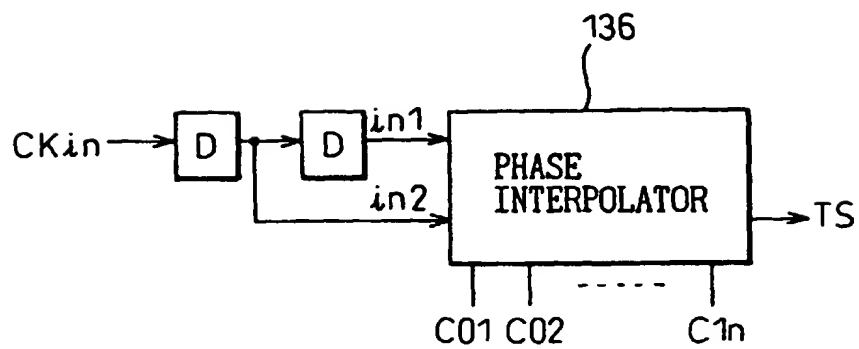 136
CKin
D
D
in1
in2
PHASE
INTERPOLATOR
TS
C01 C02 ----- C1n